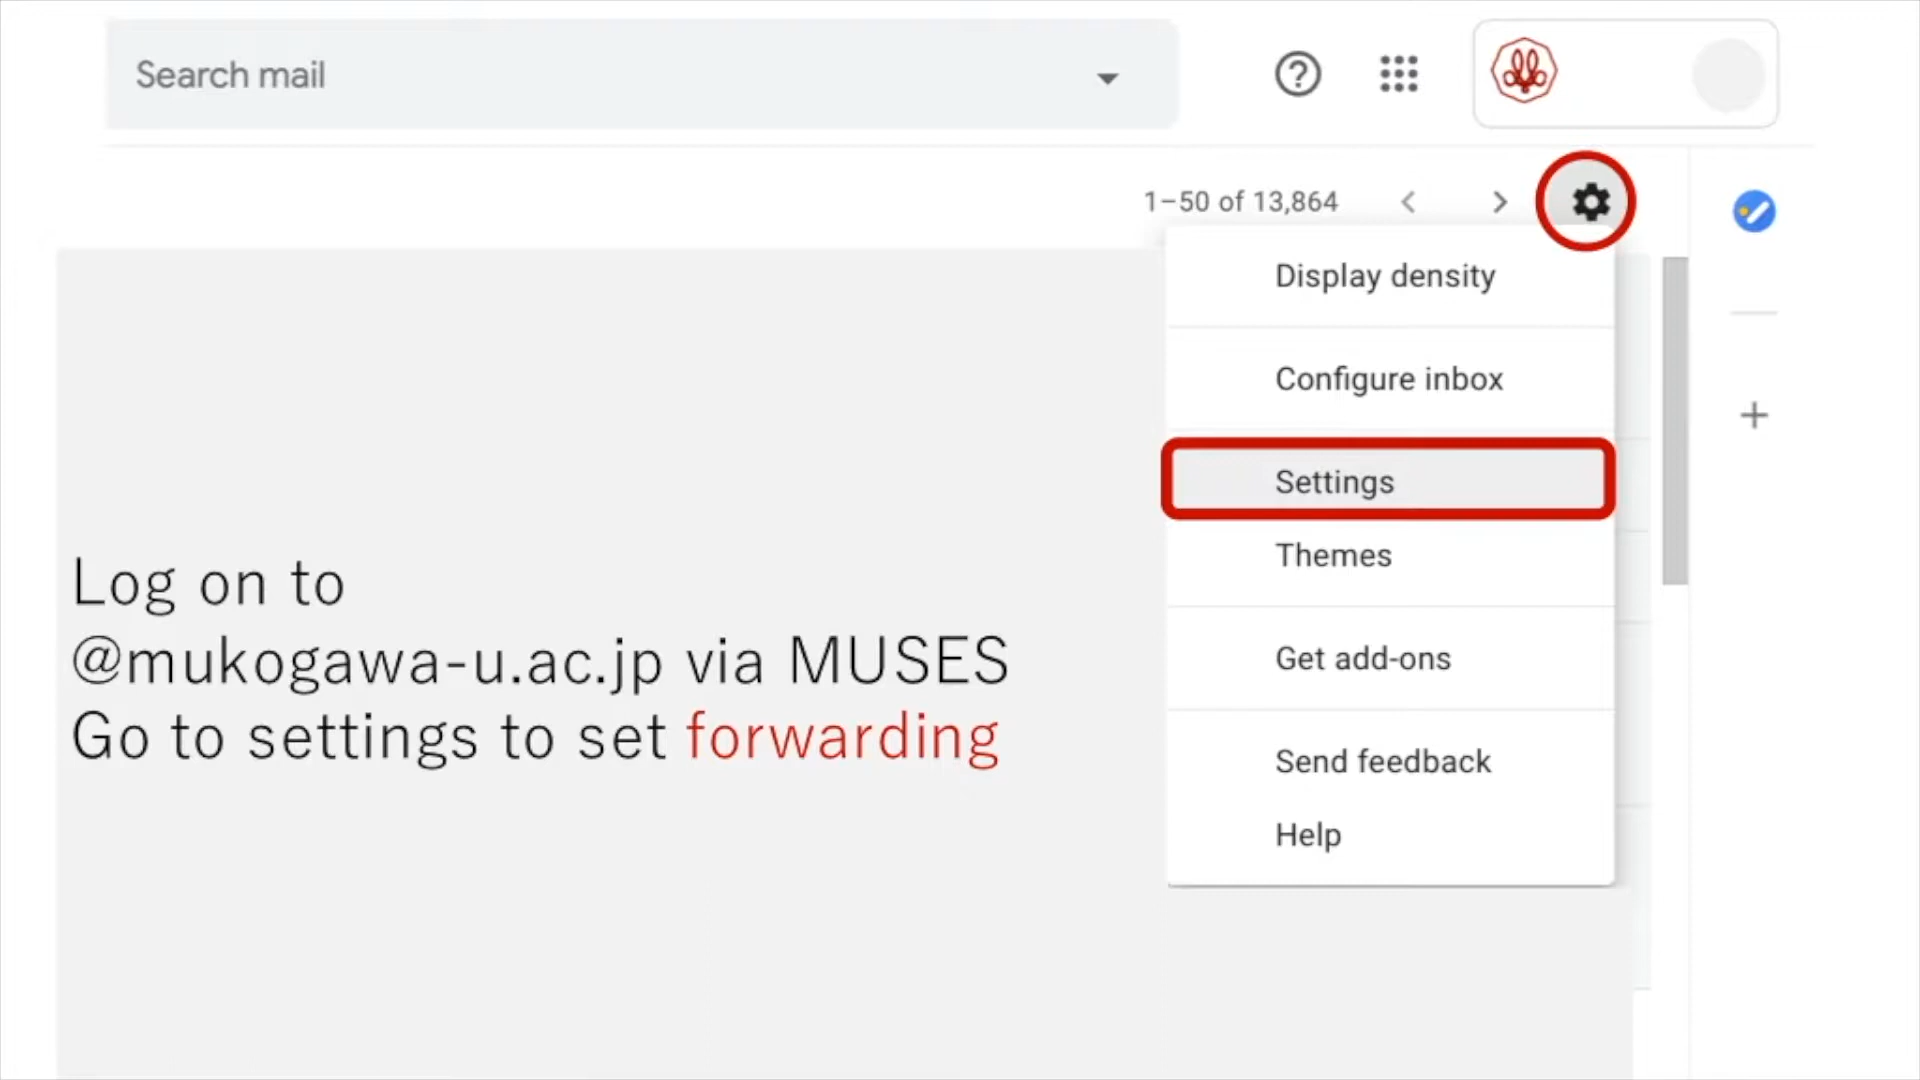 Search mail
1–50 of 13,864
Display density
Configure inbox
Settings
Themes
Get add-ons
Send feedback
Help
Log on to
@mukogawa-u.ac.jp via MUSES
Go to settings to set forwarding